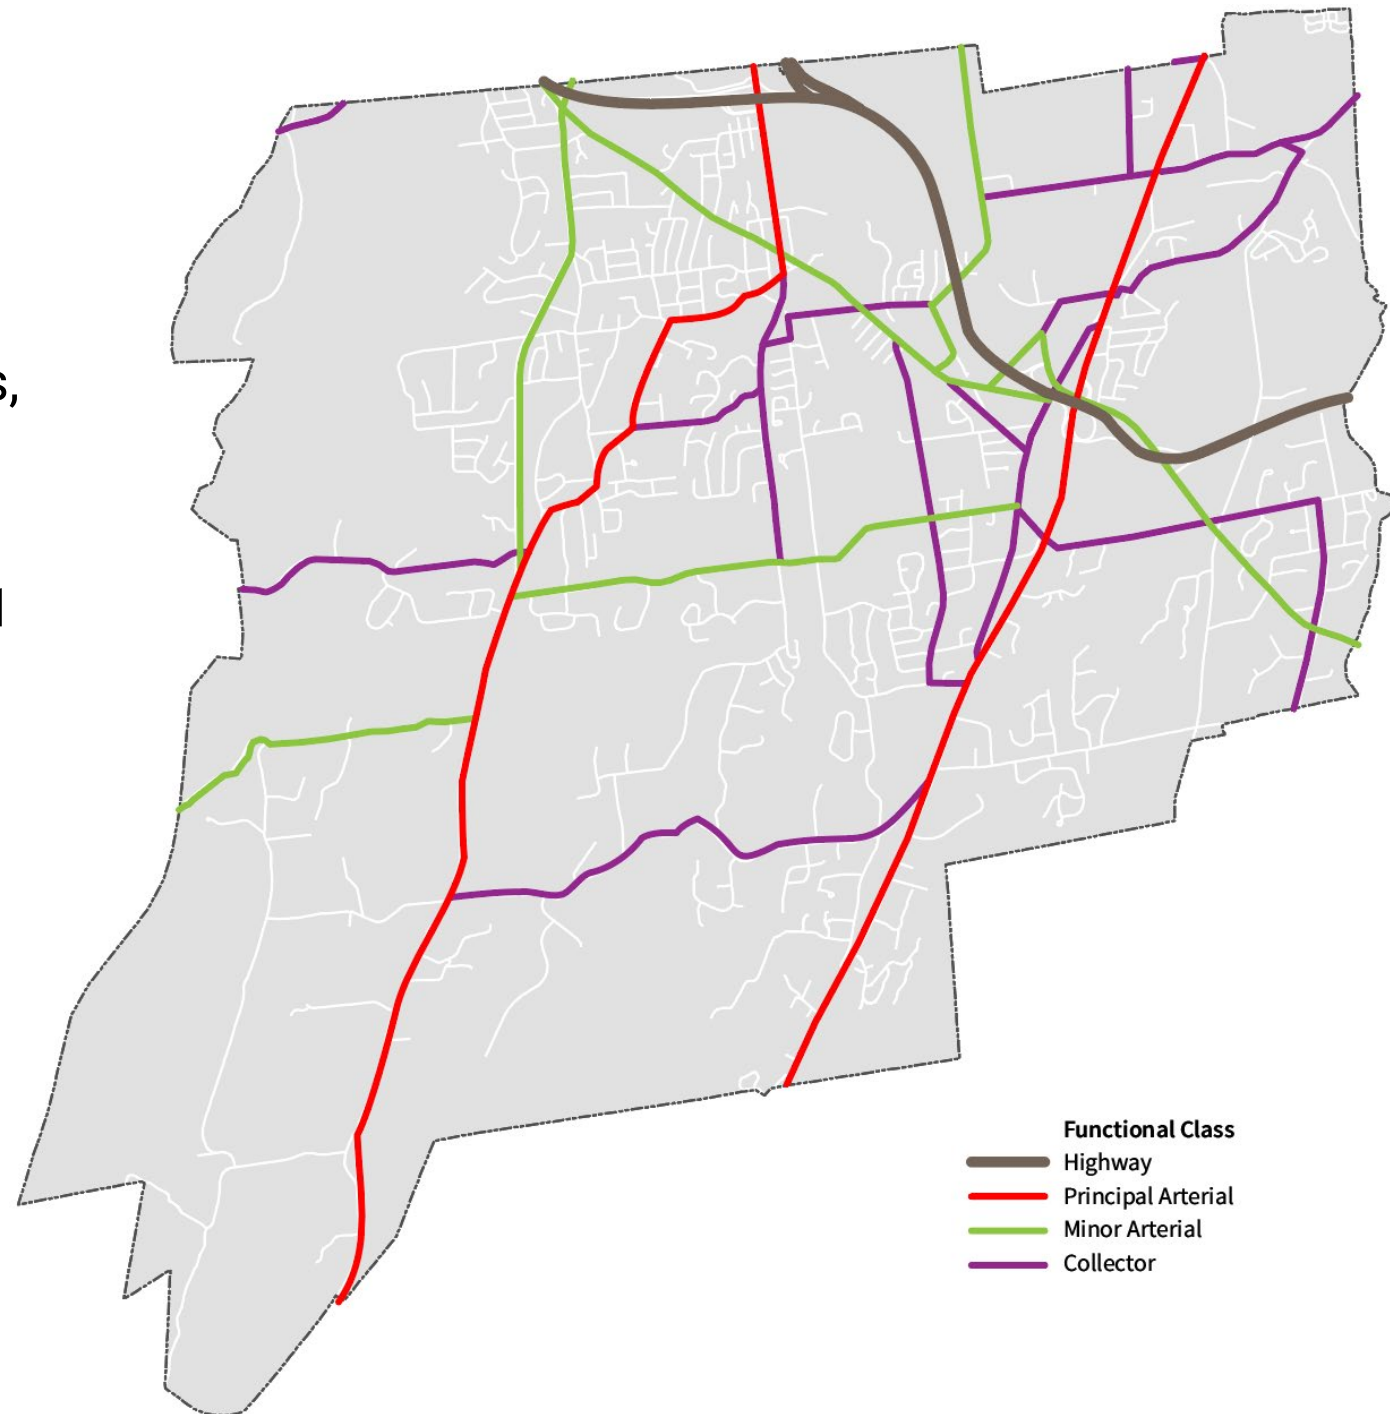 s,
Functional Class
Highway
Principal Arterial
Minor Arterial
Collector